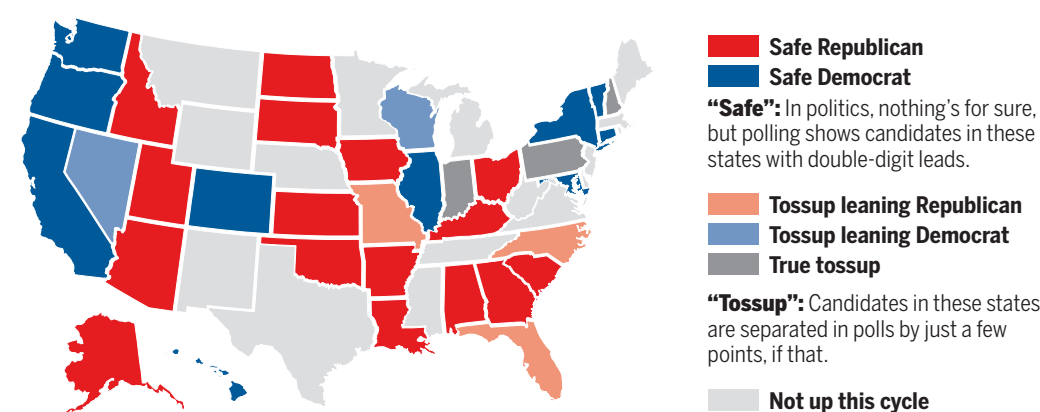 Safe Republican
Safe Democrat
“Safe”: In politics, nothing’s for sure,
but polling shows candidates in these
states with double-digit leads.
Tossup leaning Republican
Tossup leaning Democrat
True tossup
“Tossup”: Candidates in these states
are separated in polls by just a few
points, if that.
Not up this cycle